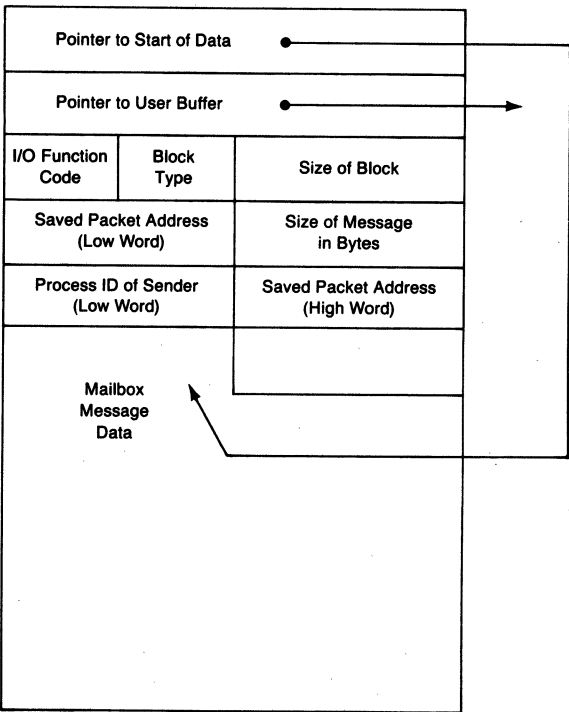 Pointer to Start of Data
Pointer to User Buffer
I/O Function
Code
Block
Type
Size of Block
Saved Packet Address
(Low Word)
Size of Message
in Bytes
Process ID of Sender
(Low Word)
Saved Packet Address
(High Word)
Mailbox
Message
Data